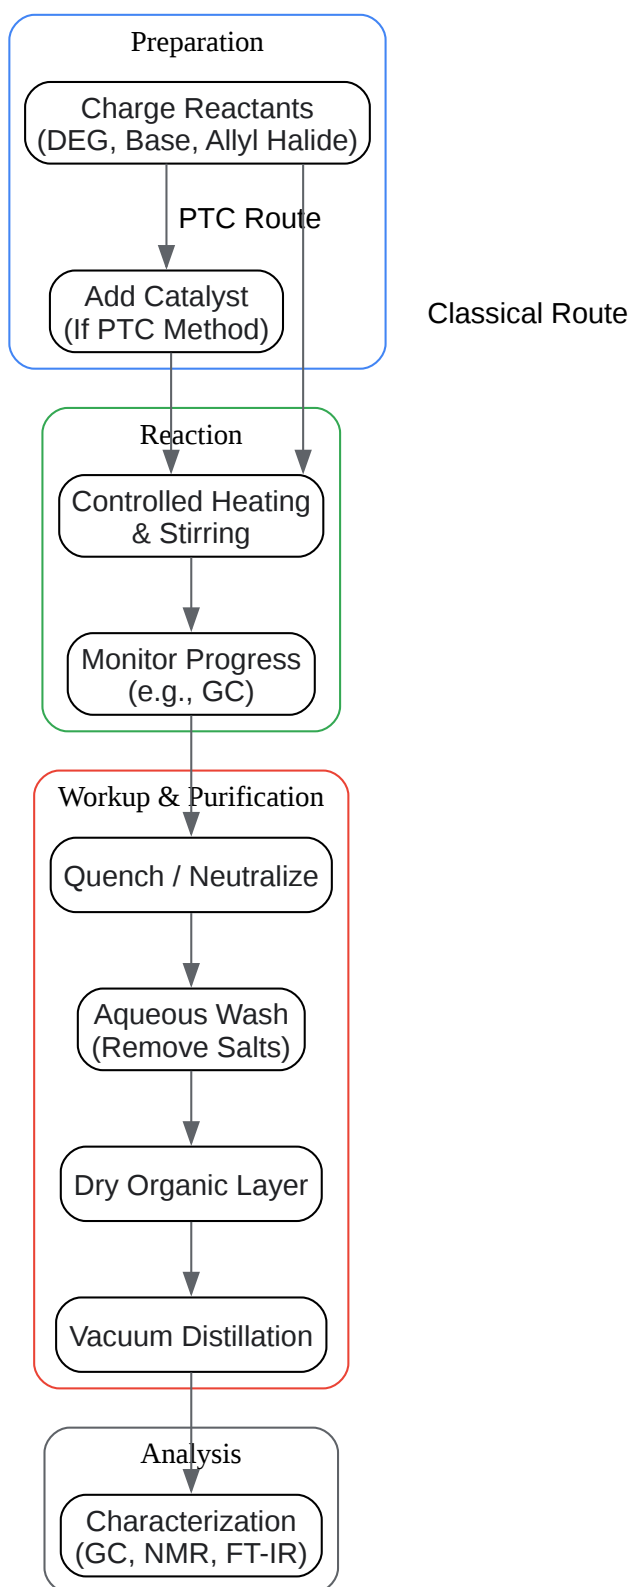 Preparation
Charge Reactants
(DEG, Base, Allyl Halide)
PTC Route
Add Catalyst
(If PTC Method)
Classical Route
Reaction
Controlled Heating
& Stirring
Monitor Progress
(e.g., GC)
Workup & Purification
Quench / Neutralize
Aqueous Wash
(Remove Salts)
Dry Organic Layer
Vacuum Distillation
Analysis
Characterization
(GC, NMR, FT-IR)